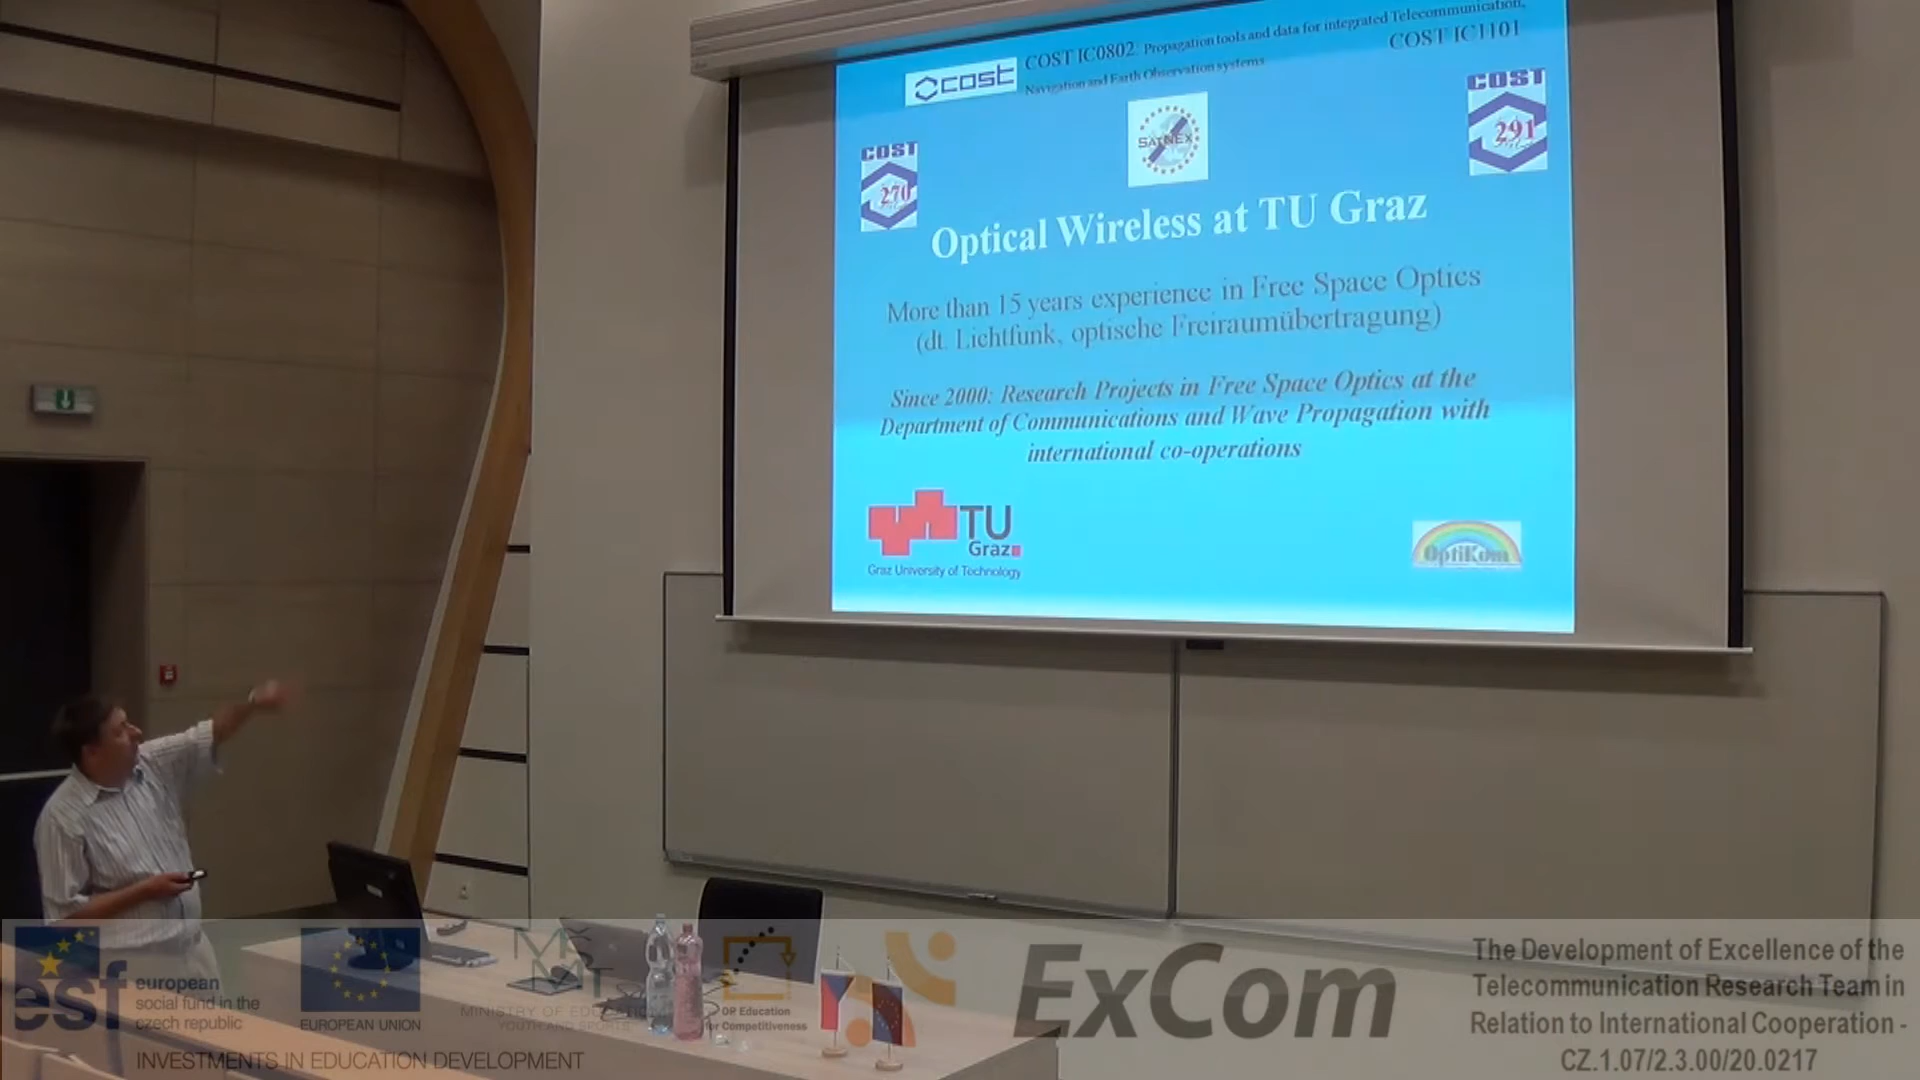 COST IC0802: Propagation tools and data for integrated Telecommunication,
Navigation and Earth Observation systems
COST IC1101
COST
COST
291
COST
270
SATNEX
Optical Wireless at TU Graz
More than 15 years experience in Free Space Optics
(dt. Lichtfunk, optische Freiraumübertragung)
Since 2000: Research Projects in Free Space Optics at the
Department of Communications and Wave Propagation with
international co-operations
TU
Graz
Graz University of Technology
OptiKom
esf
european
social fund in the
czech republic
EUROPEAN UNION
MINISTRY OF EDUCATION
YOUTH AND SPORTS
OP Education
for Competitiveness
INVESTMENTS IN EDUCATION DEVELOPMENT
ExCom
The Development of Excellence of the
Telecommunication Research Team in
Relation to International Cooperation -
CZ.1.07/2.3.00/20.0217